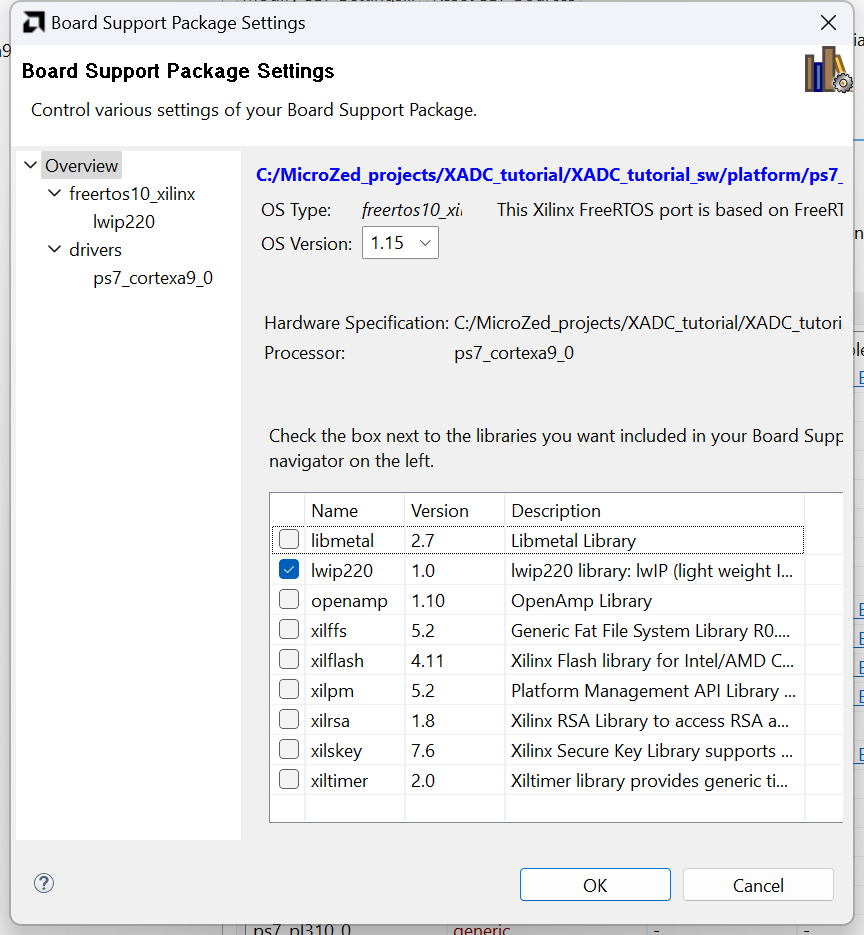 Board Support Package Settings
Board Support Package Settings
Control various settings of your Board Support Package.
Overview
freertos10_xilinx
lwip220
drivers
ps7_cortexa9_0
C:/MicroZed_projects/XADC_tutorial/XADC_tutorial_sw/platform/ps7_
OS Type: freertos10_xil This Xilinx FreeRTOS port is based on FreeRT
OS Version: 1.15
Hardware Specification: C:/MicroZed_projects/XADC_tutorial/XADC_tutori
Processor: ps7_cortexa9_0
Check the box next to the libraries you want included in your Board Supp
navigator on the left.
Name Version Description
libmetal 2.7 Libmetal Library
lwip220 1.0 lwip220 library: lwIP (light weight I...
openamp 1.10 OpenAmp Library
xilffs 5.2 Generic Fat File System Library R0....
xilflash 4.11 Xilinx Flash library for Intel/AMD C...
xilpm 5.2 Platform Management API Library ...
xilrsa 1.8 Xilinx RSA Library to access RSA a...
xilskey 7.6 Xilinx Secure Key Library supports ...
xiltimer 2.0 Xiltimer library provides generic ti...
OK Cancel
ps7_pl310_0 generic - -